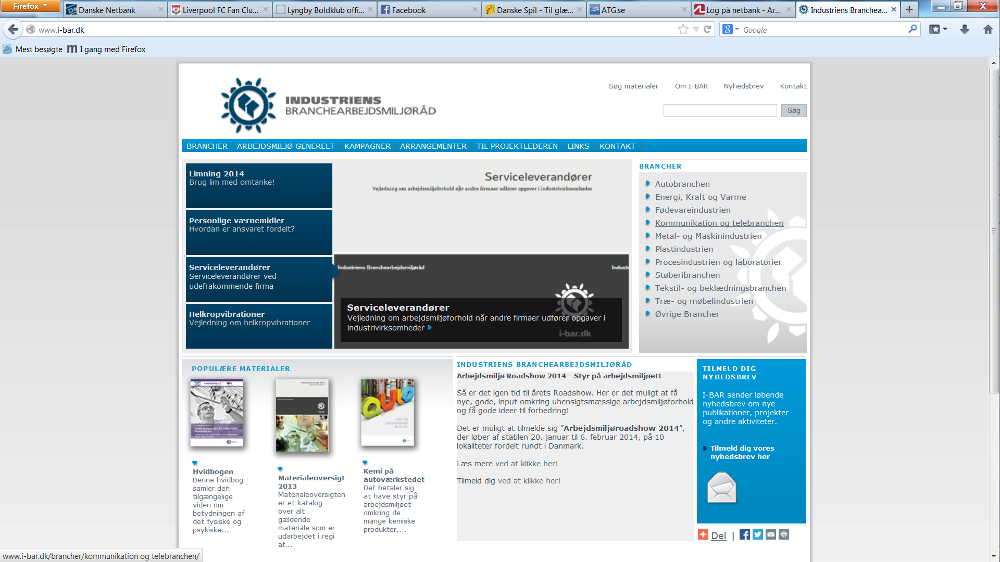 Firefox
Danske Netbank
Liverpool FC Fan Clu...
Lyngby Boldklub offi...
Facebook
Danske Spil - Til glæ...
ATG.se
Log på netbank - Ar...
Industriens Branchea...
www.i-bar.dk
Google
Mest besøgte
I gang med Firefox
INDUSTRIENS
BRANCHEARBEJDSMILJØRÅD
Søg materialer
Om I-BAR
Nyhedsbrev
Kontakt
Søg
BRANCHER
ARBEJDSMILJØ GENERELT
KAMPAGNER
ARRANGEMENTER
TIL PROJEKTLEDEREN
LINKS
KONTAKT
Limning 2014
Brug lim med omtanke!
Personlige værnemidler
Hvordan er ansvaret fordelt?
Serviceleverandører
Serviceleverandører ved
udefrakommende firma
Helkropvibrationer
Vejledning om helkropvibrationer
Serviceleverandører
Vejledning om arbejdsmiljøforhold når andre firmaer udfører opgaver i industrivirksomheder
Industriens Branchearbejdsmiljøråd
Industr
Serviceleverandører
Vejledning om arbejdsmiljøforhold når andre firmaer udfører opgaver i
industrivirksomheder
i-bar.dk
BRANCHER
Autobranchen
Energi, Kraft og Varme
Fødevareindustrien
Kommunikation og telebranchen
Metal- og Maskinindustrien
Plastindustrien
Procesindustrien og laboratorier
Støberibranchen
Tekstil- og beklædningsbranchen
Træ- og møbelindustrien
Øvrige Brancher
POPULÆRE MATERIALER
LEDERNE
Materialeoversigt 2013
auto
Kemi på
autoværkstedet
trin for trin
Hvidbogen
Denne hvidbog
samler den
tilgængelige
viden om
betydningen af
det fysiske og
psykiske...
Materialeoversigt
2013
Materialeoversigten
er et katalog
over alt
gældende
materiale som er
udarbejdet i regi
af...
Kemi på
autoværkstedet
Det betaler sig
at have styr på
arbejdsmiljøet
omkring de
mange kemiske
produkter,...
INDUSTRIENS BRANCHEARBEJDSMILJØRÅD
Arbejdsmiljø Roadshow 2014 - Styr på arbejdsmiljøet!
Så er det igen tid til årets Roadshow. Her er det muligt at få
nye, gode, input omkring uhensigtsmæssige arbejdsmiljøforhold
og få gode ideer til forbedring!
Det er muligt at tilmelde sig ”Arbejdsmiljøroadshow 2014”,
der løber af stablen 20. januar til 6. februar 2014, på 10
lokaliteter fordelt rundt i Danmark.
Læs mere ved at klikke her!
Tilmeld dig ved at klikke her!
TILMELD DIG
NYHEDSBREV
I-BAR sender løbende
nyhedsbrev om nye
publikationer, projekter
og andre aktiviteter.
Tilmeld dig vores
nyhedsbrev her
Del |
www.i-bar.dk/brancher/kommunikation og telebranchen/